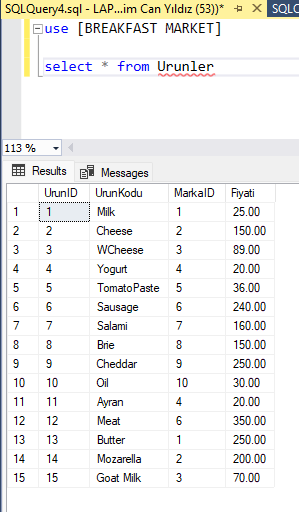 SQLQuery4.sql - LAP...im Can Yıldız (53))* SQLQ
use [BREAKFAST MARKET]
select * from Urunler
113 %
Results Messages
UrunID UrunKodu MarkaID Fiyati
1 1 Milk 1 25.00
2 2 Cheese 2 150.00
3 3 WCheese 3 89.00
4 4 Yogurt 4 20.00
5 5 TomatoPaste 5 36.00
6 6 Sausage 6 240.00
7 7 Salami 7 160.00
8 8 Brie 8 150.00
9 9 Cheddar 9 250.00
10 10 Oil 10 30.00
11 11 Ayran 4 20.00
12 12 Meat 6 350.00
13 13 Butter 1 250.00
14 14 Mozarella 2 200.00
15 15 Goat Milk 3 70.00